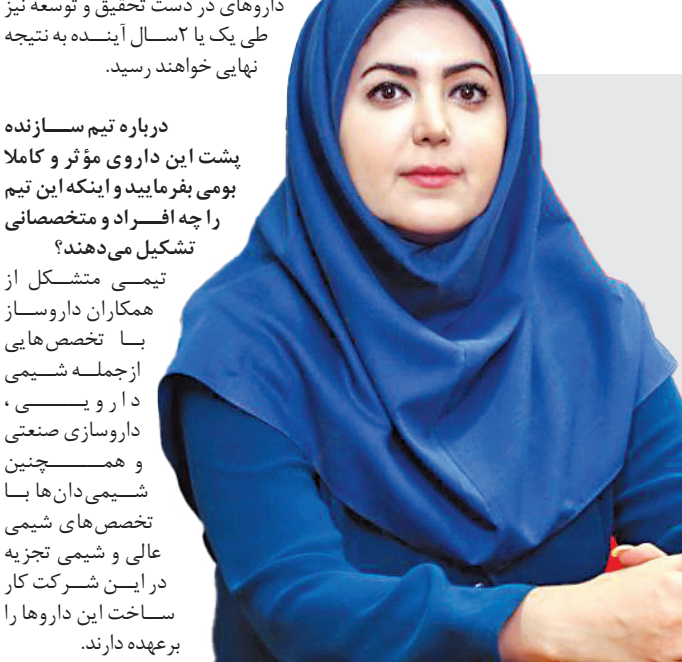 داروهای در دست تحقیق و توسعه نیز
طی یک یا ۲سال آینده به نتیجه
نهایی خواهند رسید.
درباره تیم سازنده
پشت این داروی مؤثر و کاملا
بومی بفرمایید و اینکه این تیم
را چه افراد و متخصصانی
تشکیل می‌دهند؟
تیمی متشکل از
همکاران داروساز
با تخصص‌هایی
ازجمله شیمی
دارویی،
داروسازی صنعتی
و همچنین
شیمی‌دان‌ها با
تخصص‌های شیمی
عالی و شیمی تجزیه
در این شرکت کار
ساخت این داروها را
برعهده دارند.